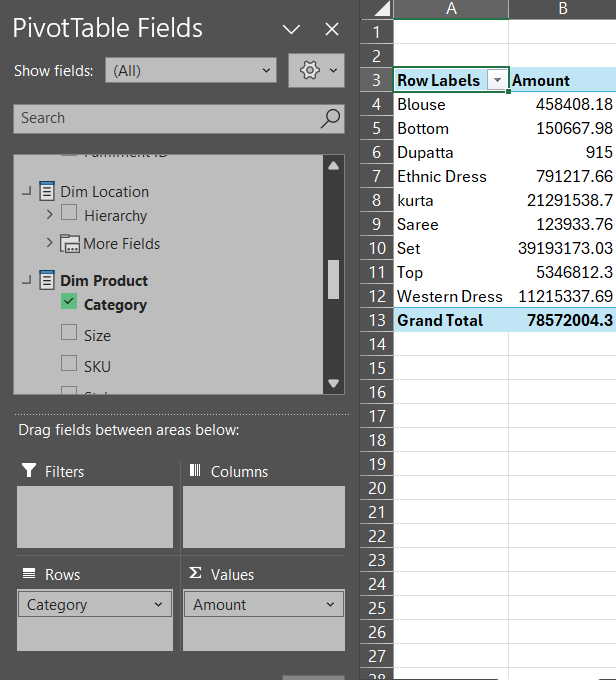 PivotTable Fields
Show fields: (All)
Search
Dim Location
Hierarchy
More Fields
Dim Product
Category
Size
SKU
Drag fields between areas below:
Filters
Columns
Rows
Values
Category
Amount
A B
1
2
3 Row Labels Amount
4 Blouse 458408.18
5 Bottom 150667.98
6 Dupatta 915
7 Ethnic Dress 791217.66
8 kurta 21291538.7
9 Saree 123933.76
10 Set 39193173.03
11 Top 5346812.3
12 Western Dress 11215337.69
13 Grand Total 78572004.3
14
15
16
17
18
19
20
21
22
23
24
25
26
27
28